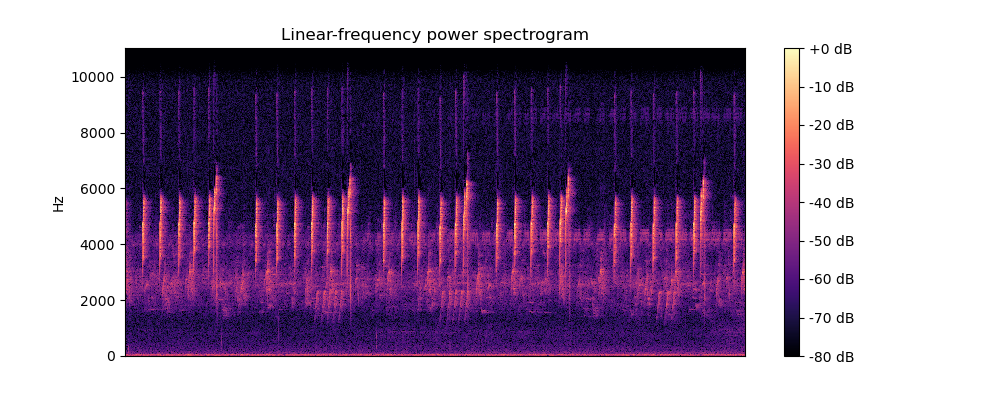 Linear-frequency power spectrogram
10000
8000
6000
4000
2000
0
Hz
+0 dB
-10 dB
-20 dB
-30 dB
-40 dB
-50 dB
-60 dB
-70 dB
-80 dB